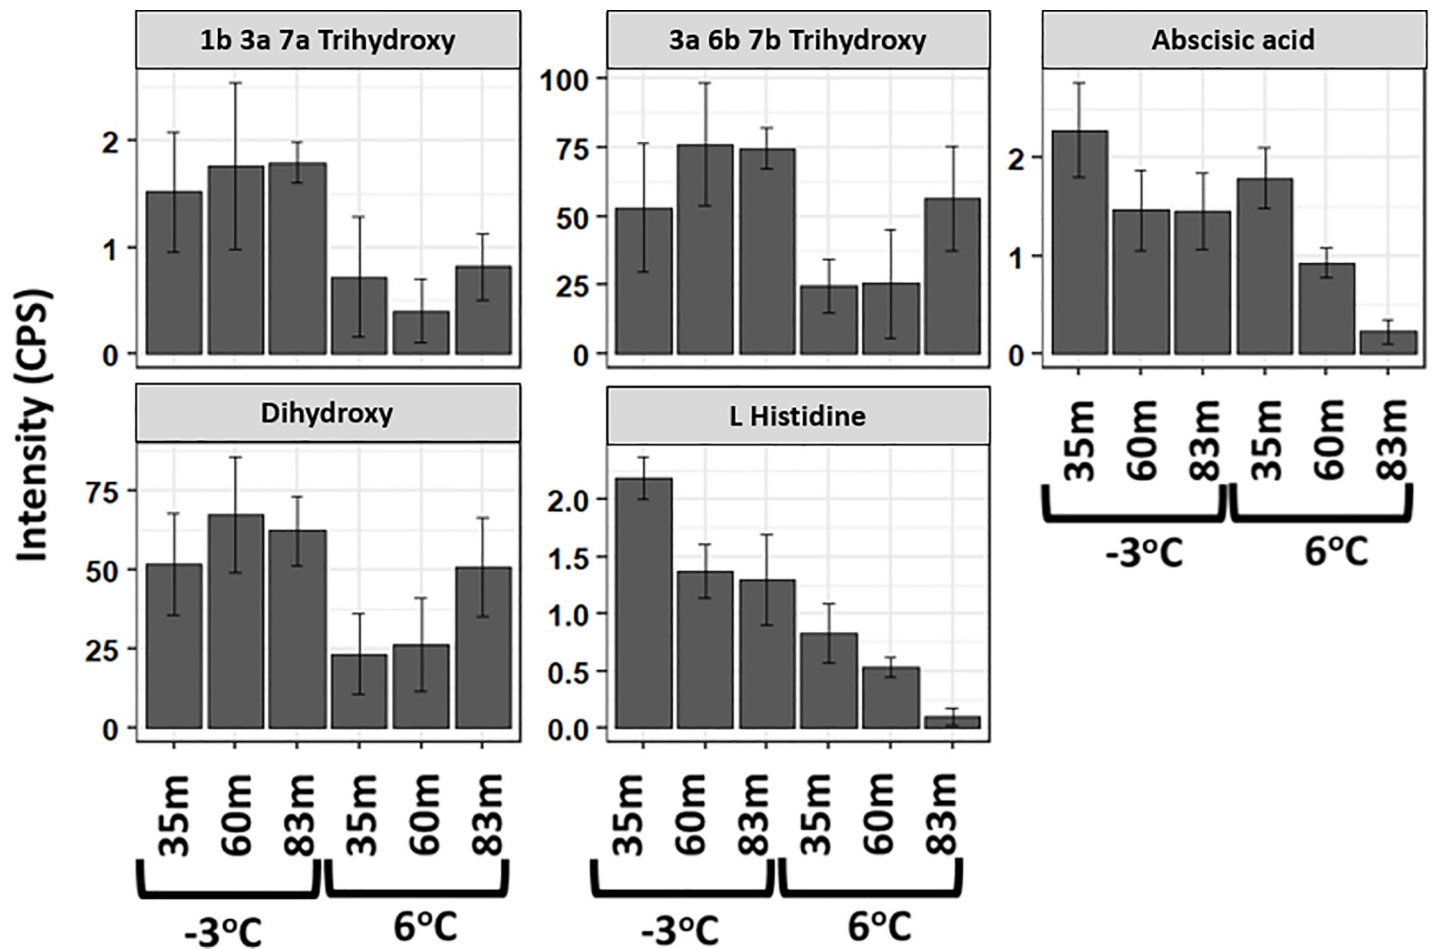 1b 3a 7a Trihydroxy
3a 6b 7b Trihydroxy
Abscisic acid
2
1
0
100
75
50
25
0
2
1
0
35m
60m
83m
35m
60m
83m
-3°C
6°C
Intensity (CPS)
Dihydroxy
L Histidine
75
50
25
0
2.0
1.5
1.0
0.5
0.0
35m
60m
83m
35m
60m
83m
35m
60m
83m
35m
60m
83m
-3°C
6°C
-3°C
6°C